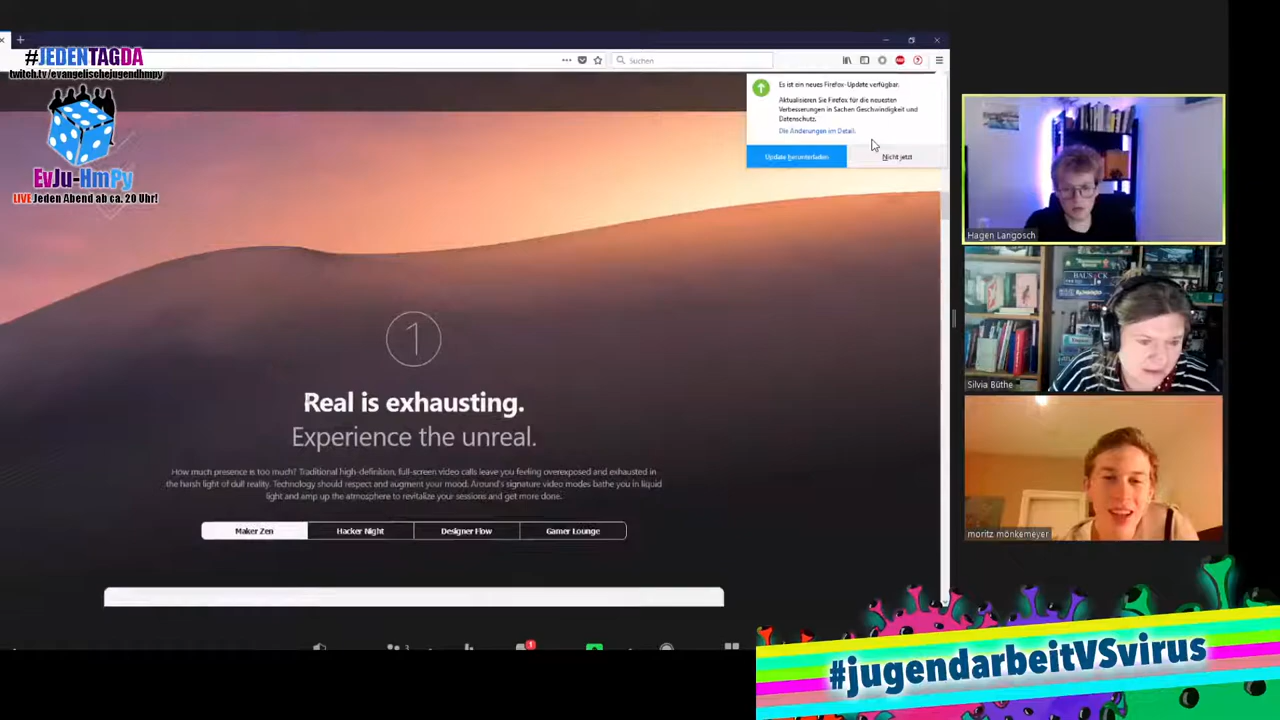 #JEDENTAGDA
twitch.tv/evangelischejugendhmpy
EvJu-HmPy
LIVE Jeden Abend ab ca. 20 Uhr!
Suchen
Es ist ein neues Firefox-Update verfügbar.
Aktualisieren Sie Firefox für die neuesten
Verbesserungen in Sachen Geschwindigkeit und
Datenschutz.
Die Änderungen im Detail.
Update herunterladen
Nicht jetzt
1
Real is exhausting.
Experience the unreal.
How much presence is too much? Traditional high-definition, full-screen video calls leave you feeling overexposed and exhausted in
the harsh light of dull reality. Technology should respect and augment your mood. Around's signature video modes bathe you in liquid
light and amp up the atmosphere to revitalize your sessions and get more done.
Maker Zen
Hacker Night
Designer Flow
Gamer Lounge
Hagen Langosch
Silvia Büthe
moritz mönkemeyer
1
#jugendarbeitVSvirus